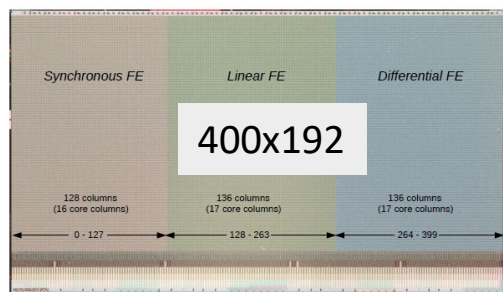 Synchronous FE
Linear FE
Differential FE
400x192
128 columns
(16 core columns)
136 columns
(17 core columns)
136 columns
(17 core columns)
0 - 127
128 - 263
264 - 399